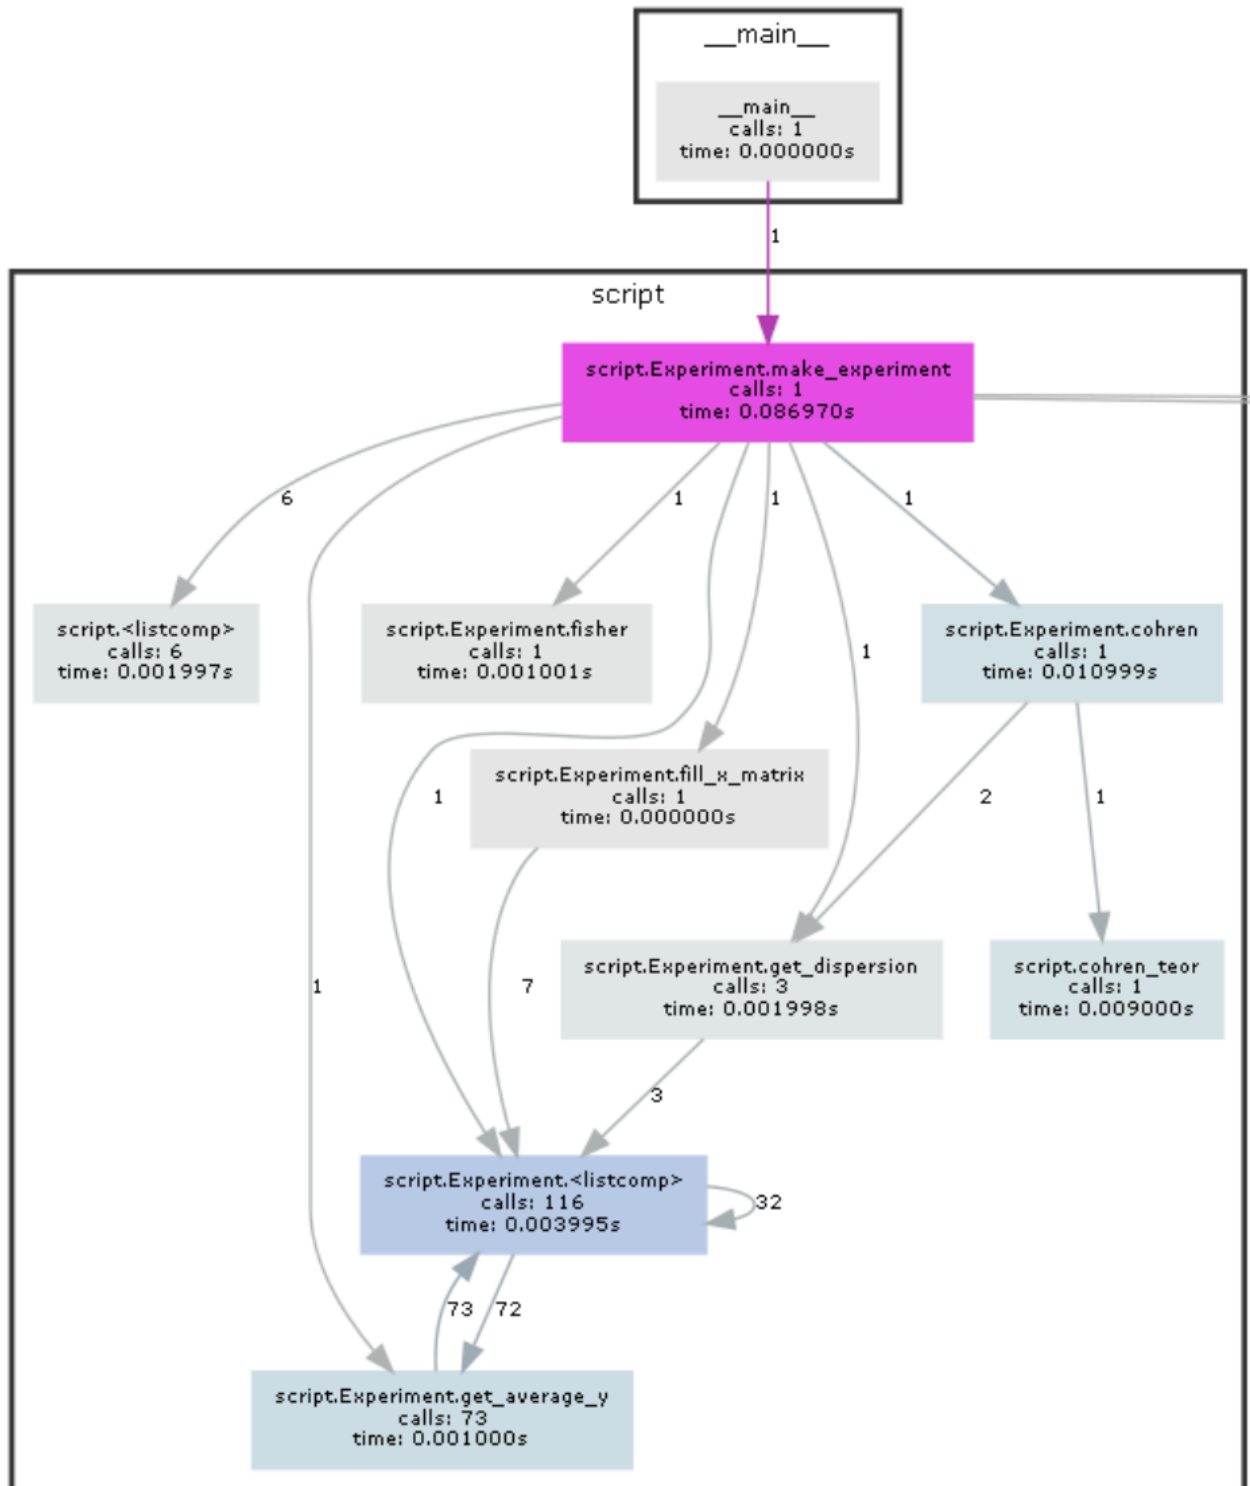 __main__
__main__
calls: 1
time: 0.000000s
1
script
script.Experiment.make_experiment
calls: 1
time: 0.086970s
6
1
1
1
script.<listcomp>
calls: 6
time: 0.001997s
script.Experiment.fisher
calls: 1
time: 0.001001s
1
script.Experiment.cohren
calls: 1
time: 0.010999s
1
script.Experiment.fill_x_matrix
calls: 1
time: 0.000000s
2
1
1
7
script.Experiment.get_dispersion
calls: 3
time: 0.001998s
script.cohren_teor
calls: 1
time: 0.009000s
3
script.Experiment.<listcomp>
calls: 116
time: 0.003995s
32
73
72
script.Experiment.get_average_y
calls: 73
time: 0.001000s